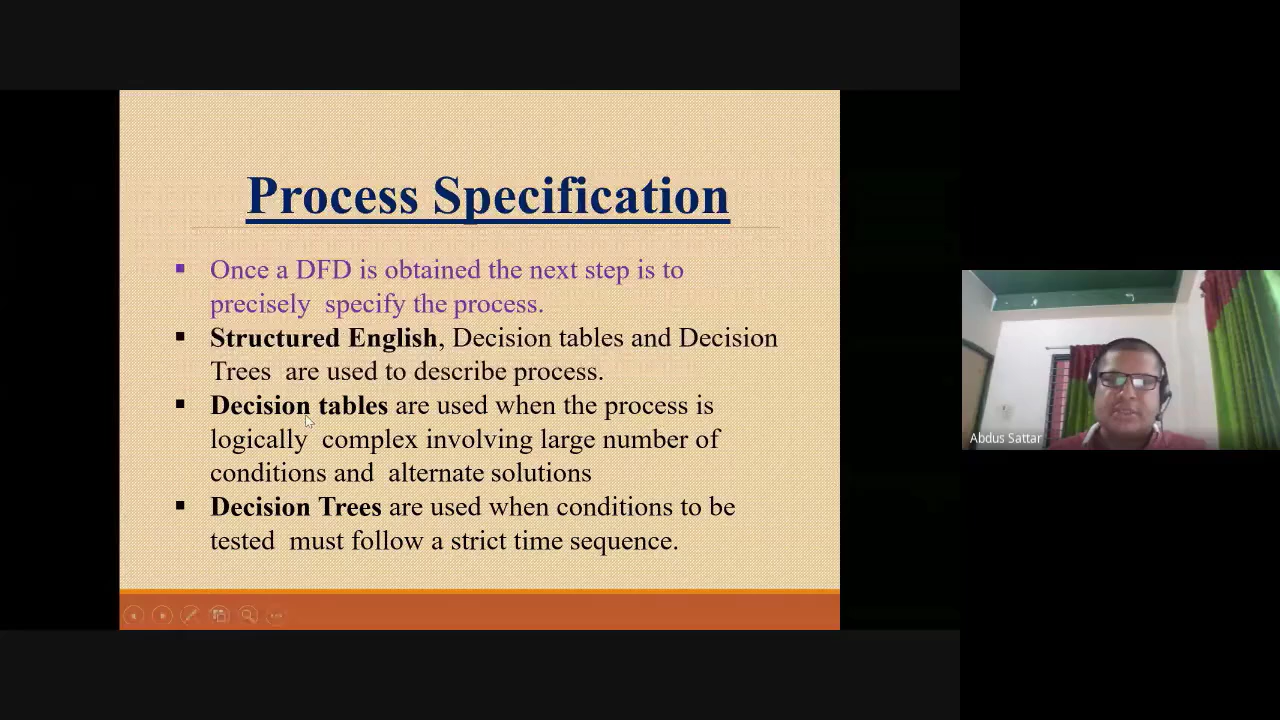 Process Specification
Once a DFD is obtained the next step is to
precisely specify the process.
Structured English, Decision tables and Decision
Trees are used to describe process.
Decision tables are used when the process is
logically complex involving large number of
conditions and alternate solutions
Decision Trees are used when conditions to be
tested must follow a strict time sequence.
Abdus Sattar